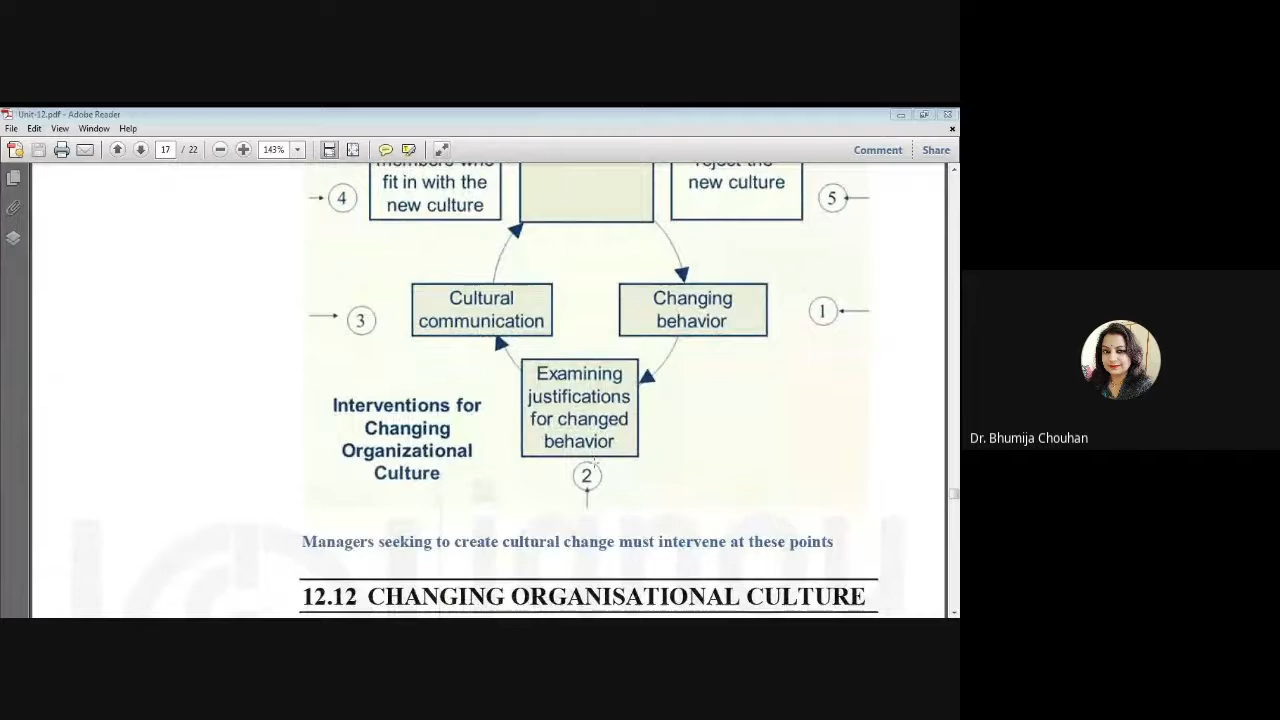 Unit-12.pdf - Adobe Reader
File Edit View Window Help
17 / 22 143% Comment Share
members who
fit in with the
new culture
reject the
new culture
4
5
Cultural
communication
Changing
behavior
3
1
Examining
justifications
for changed
behavior
Interventions for
Changing
Organizational
Culture
2
Managers seeking to create cultural change must intervene at these points
12.12 CHANGING ORGANISATIONAL CULTURE
Dr. Bhumija Chouhan